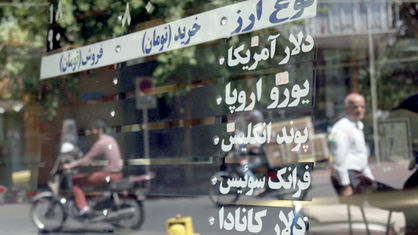 نوع ارز خرید (تومان) فروش (تومان)
دلار آمریکا
یورو اروپا
پوند انگلیس
فرانک سوئیس
دلار کانادا